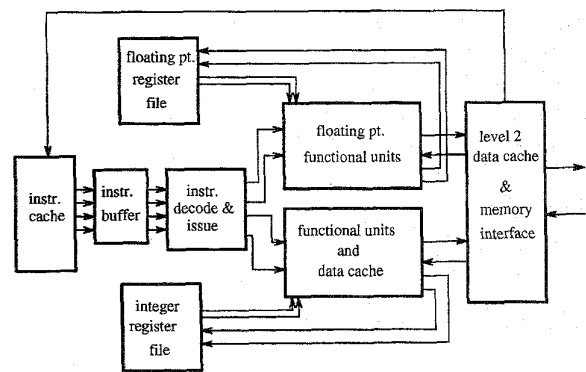 floating pt.
register
file
floating pt.
functional units
level 2
data cache
&
memory
interface
instr.
cache
instr.
buffer
instr.
decode &
issue
functional units
and
data cache
integer
register
file